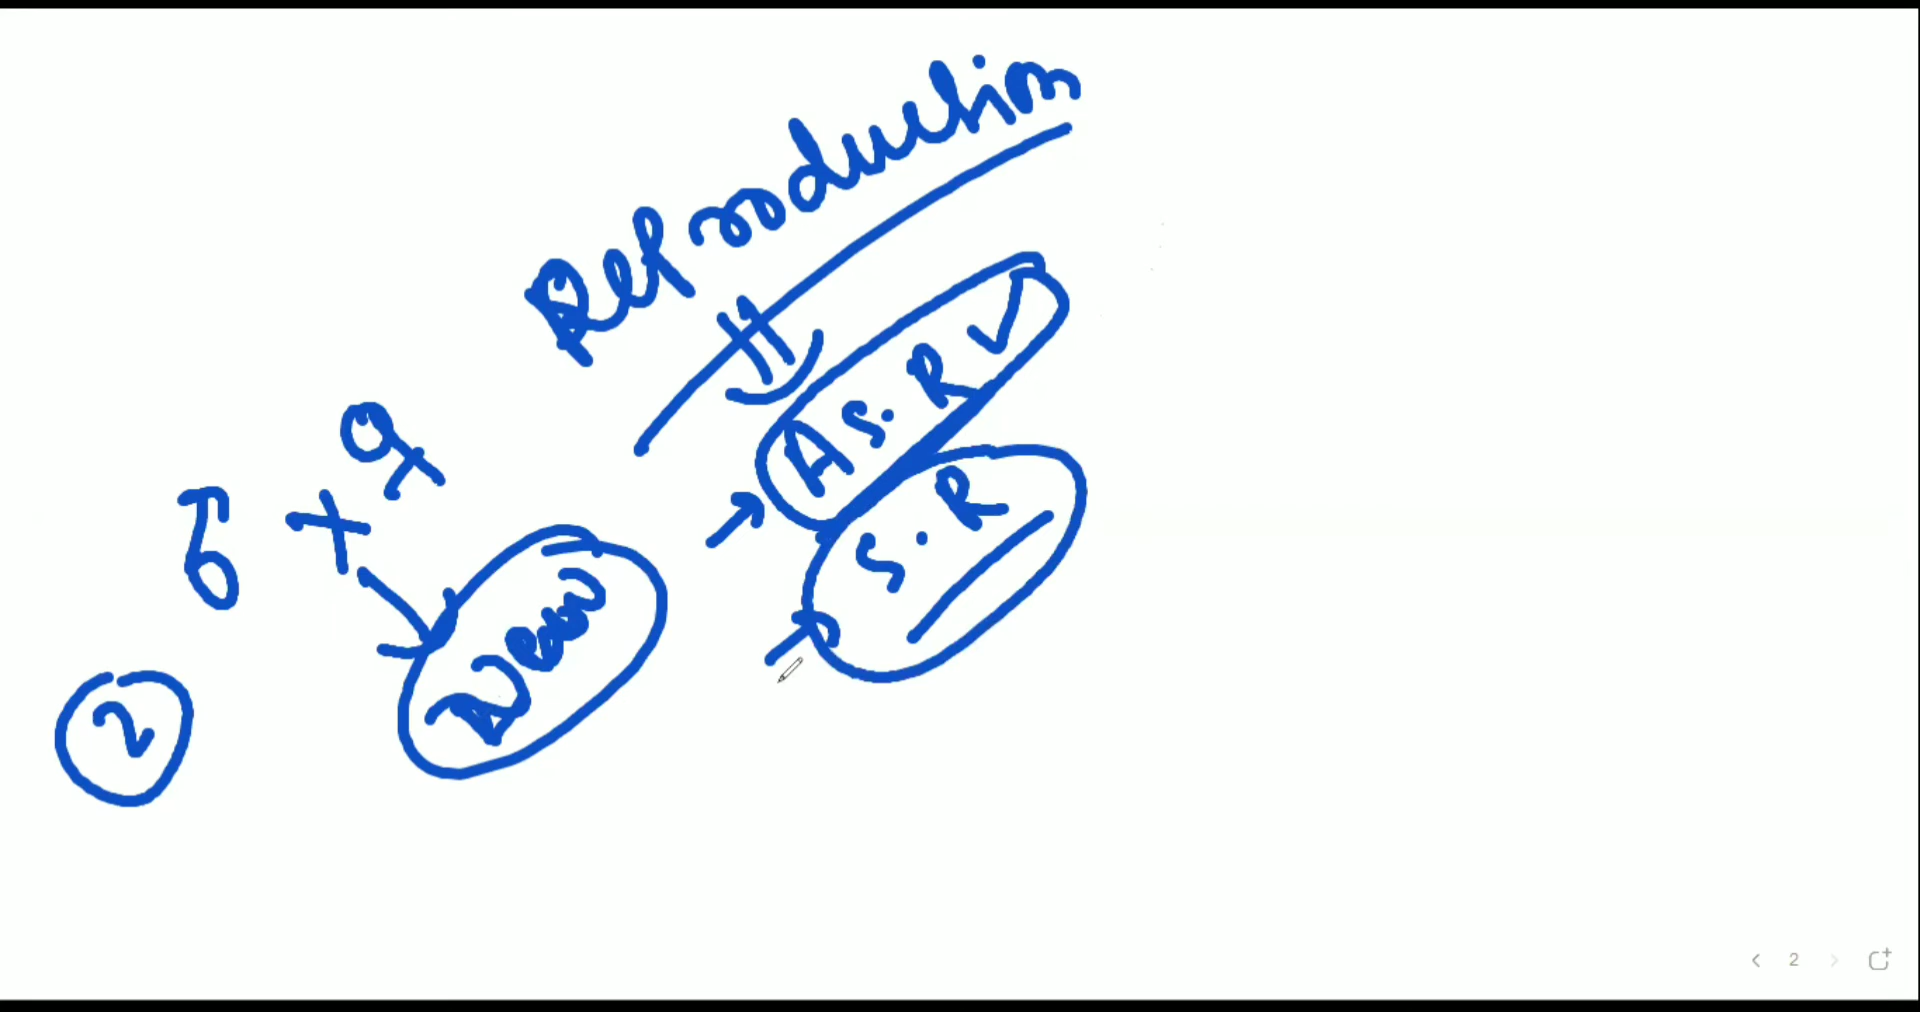 Reproduction
A S. R ✓
S. R
♂ × ♀
New
2
2